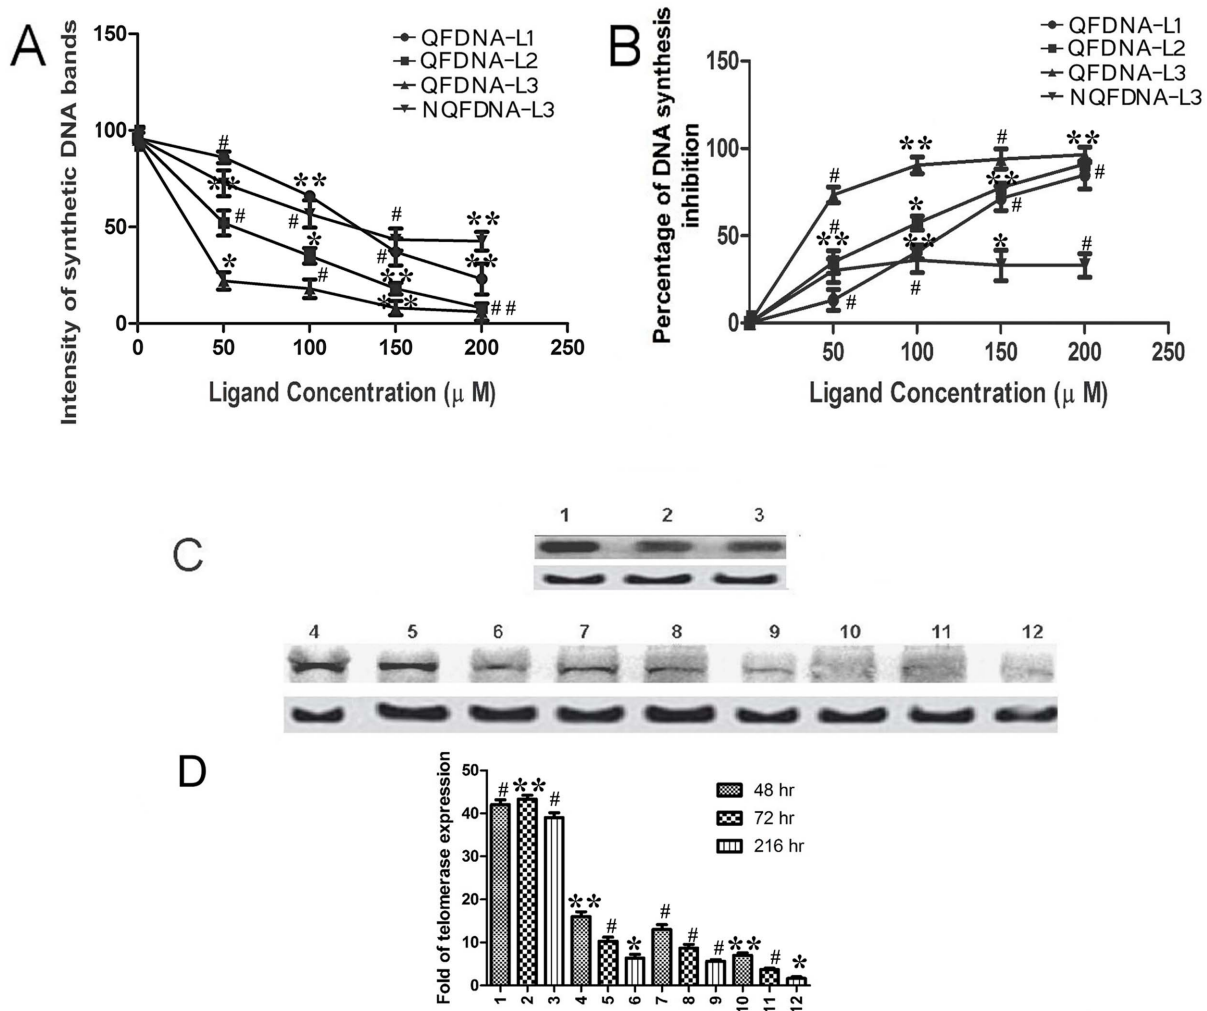 A
Intensity of synthetic DNA bands
150
100
50
0
0 50 100 150 200 250
Ligand Concentration (μ M)
QFDNA-L1
QFDNA-L2
QFDNA-L3
NQFDNA-L3
#
**
#
*
**
#
*
#
#
#
**
***
**
**
##
B
Percentage of DNA synthesis
inhibition
150
100
50
0
50 100 150 200 250
Ligand Concentration (μ M)
QFDNA-L1
QFDNA-L2
QFDNA-L3
NQFDNA-L3
#
#
**
#
**
*
**
#
#
**
#
*
**
#
#
C
1 2 3
4 5 6 7 8 9 10 11 12
D
Fold of telomerase expression
50
40
30
20
10
0
# ** # ** # * # # # ** # *
1 2 3 4 5 6 7 8 9 10 11 12
48 hr
72 hr
216 hr